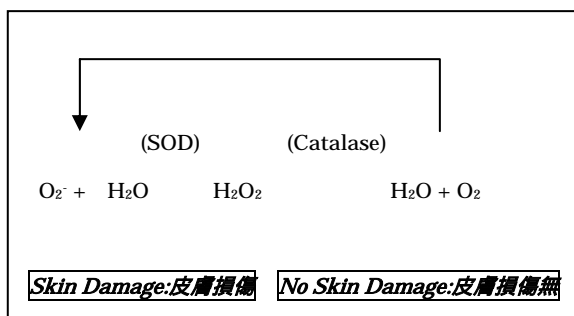 (SOD) (Catalase)
O₂⁻ + H₂O H₂O₂ H₂O + O₂
Skin Damage:皮膚損傷 No Skin Damage:皮膚損傷無